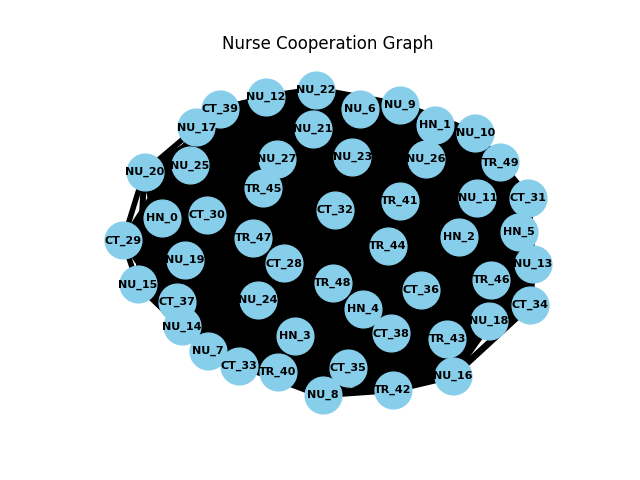 Nurse Cooperation Graph
NU_22
NU_12
NU_9
CT_39
NU_6
HN_1
NU_17
NU_21
NU_10
NU_23
NU_27
NU_26
TR_49
NU_25
NU_20
TR_45
NU_11
CT_31
TR_41
CT_32
CT_30
HN_0
HN_5
HN_2
TR_47
CT_29
TR_44
NU_19
CT_28
NU_13
TR_46
TR_48
NU_15
CT_36
NU_24
CT_37
CT_34
HN_4
NU_18
NU_14
CT_38
HN_3
TR_43
NU_7
CT_33
CT_35
TR_40
NU_16
TR_42
NU_8